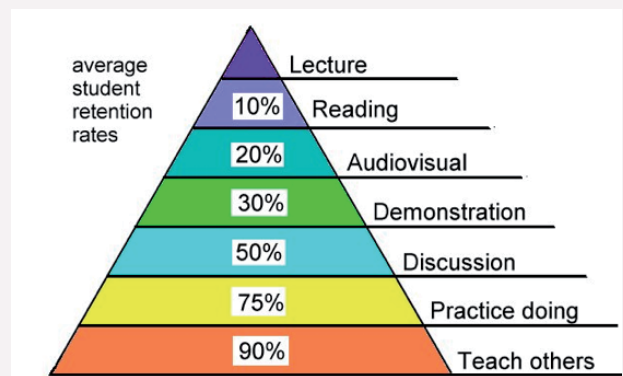 average
student
retention
rates
Lecture
10% Reading
20% Audiovisual
30% Demonstration
50% Discussion
75% Practice doing
90% Teach others